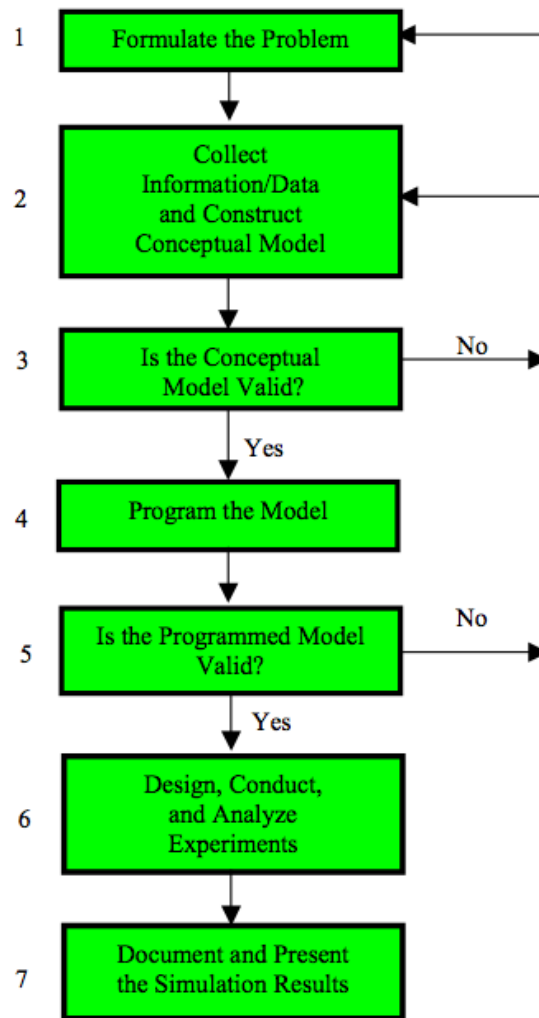 1
Formulate the Problem
2
Collect
Information/Data
and Construct
Conceptual Model
3
Is the Conceptual
Model Valid?
No
Yes
4
Program the Model
5
Is the Programmed Model
Valid?
No
Yes
6
Design, Conduct,
and Analyze
Experiments
7
Document and Present
the Simulation Results